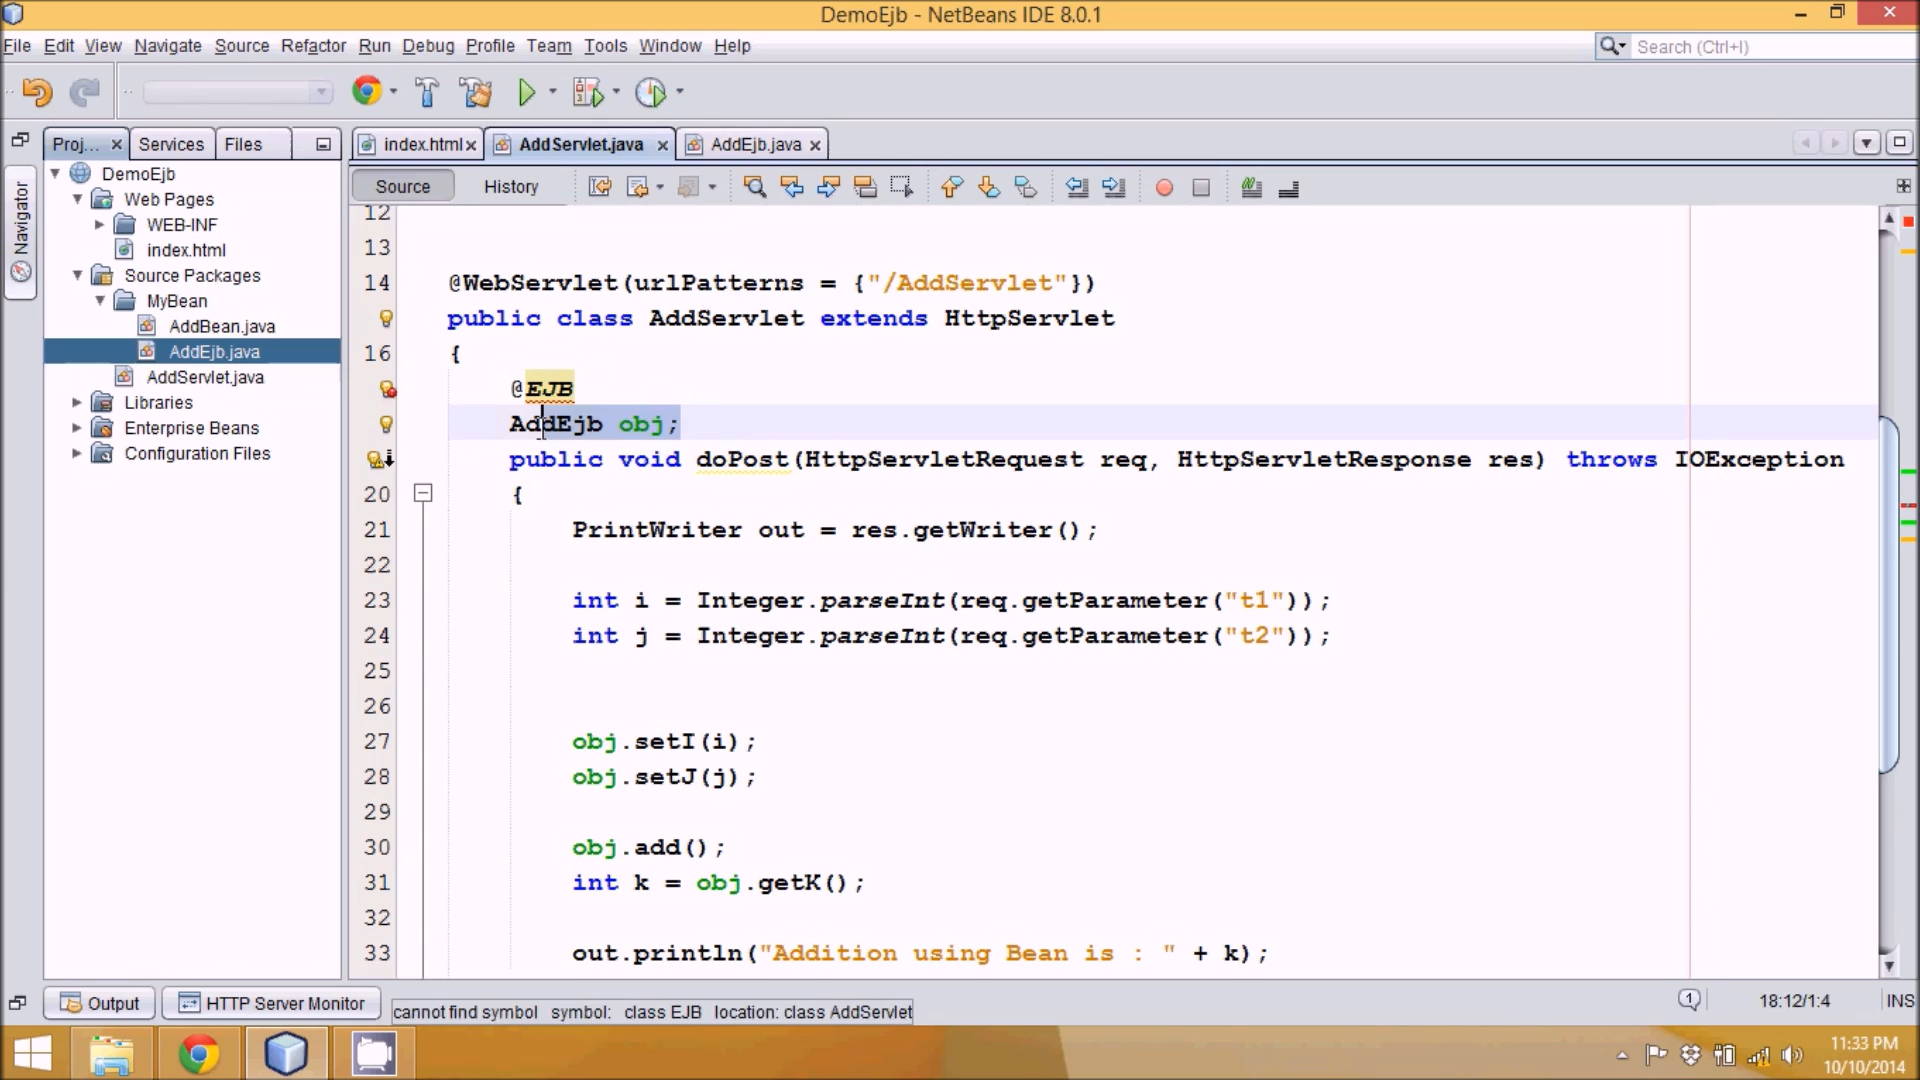 DemoEjb - NetBeans IDE 8.0.1
File Edit View Navigate Source Refactor Run Debug Profile Team Tools Window Help
Search (Ctrl+I)
Proj... Services Files
index.html AddServlet.java AddEjb.java
Source History
Navigator
DemoEjb
Web Pages
WEB-INF
index.html
Source Packages
MyBean
AddBean.java
AddEjb.java
AddServlet.java
Libraries
Enterprise Beans
Configuration Files
12
13
14 @WebServlet(urlPatterns = {"/AddServlet"})
public class AddServlet extends HttpServlet
16 {
@EJB
AddEjb obj;
public void doPost(HttpServletRequest req, HttpServletResponse res) throws IOException
20 {
21 PrintWriter out = res.getWriter();
22
23 int i = Integer.parseInt(req.getParameter("t1"));
24 int j = Integer.parseInt(req.getParameter("t2"));
25
26
27 obj.setI(i);
28 obj.setJ(j);
29
30 obj.add();
31 int k = obj.getK();
32
33 out.println("Addition using Bean is : " + k);
Output HTTP Server Monitor
cannot find symbol symbol: class EJB location: class AddServlet
1 18:12/1:4 INS
11:33 PM
10/10/2014